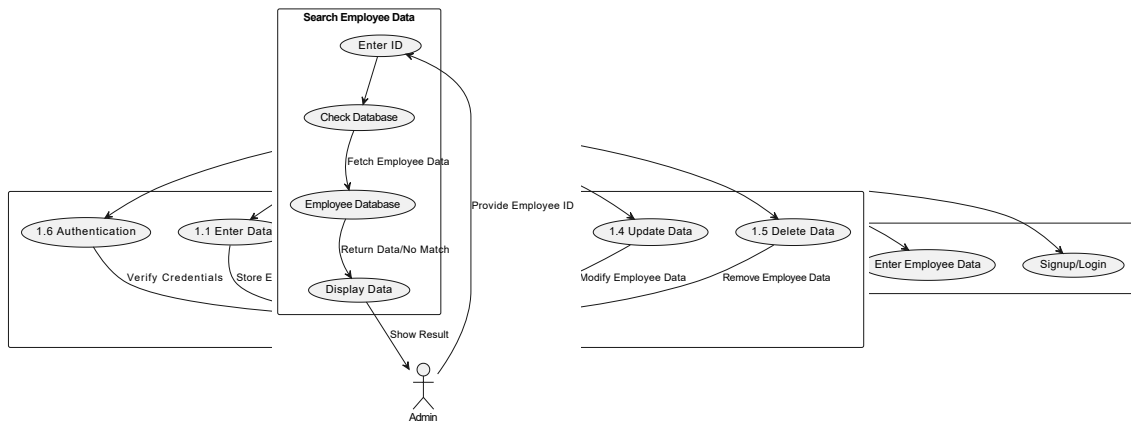 Search Employee Data
Enter ID
Check Database
Fetch Employee Data
Employee Database
Provide Employee ID
1.6 Authentication
1.1 Enter Data
1.4 Update Data
1.5 Delete Data
Return Data/No Match
Enter Employee Data
Signup/Login
Verify Credentials
Store E
Modify Employee Data
Remove Employee Data
Display Data
Show Result
Admin